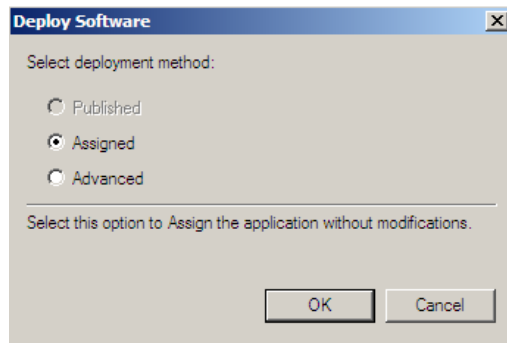 Deploy Software
Select deployment method:
Published
Assigned
Advanced
Select this option to Assign the application without modifications.
OK
Cancel